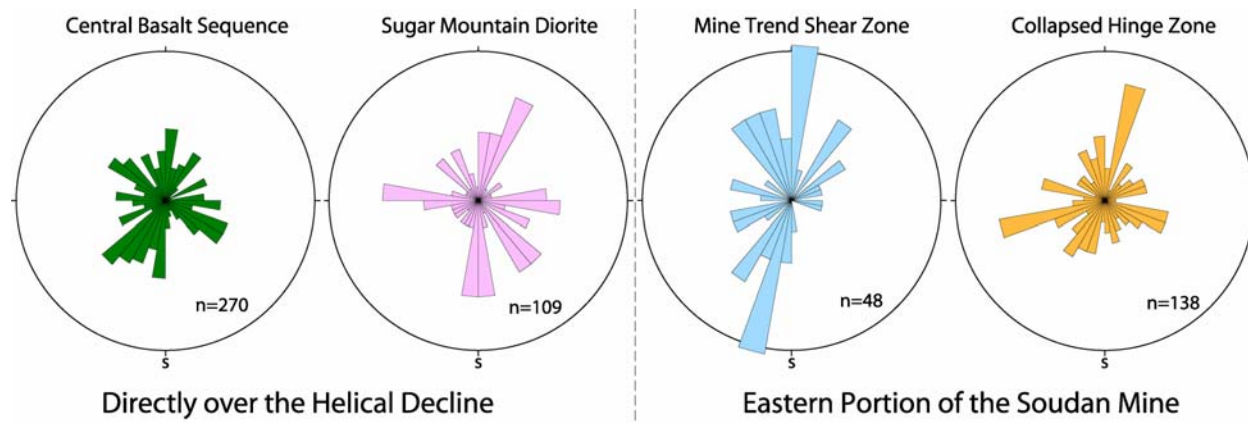 Central Basalt Sequence
Sugar Mountain Diorite
Mine Trend Shear Zone
Collapsed Hinge Zone
n=270
n=109
n=48
n=138
S
S
S
S
Directly over the Helical Decline
Eastern Portion of the Soudan Mine